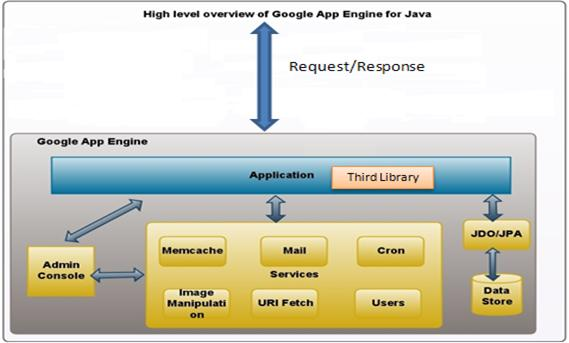 High level overview of Google App Engine for Java
Request/Response
Google App Engine
Application
Third Library
Admin
Console
Memcache
Mail
Cron
Services
Image
Manipulati
on
URI Fetch
Users
JDO/JPA
Data
Store